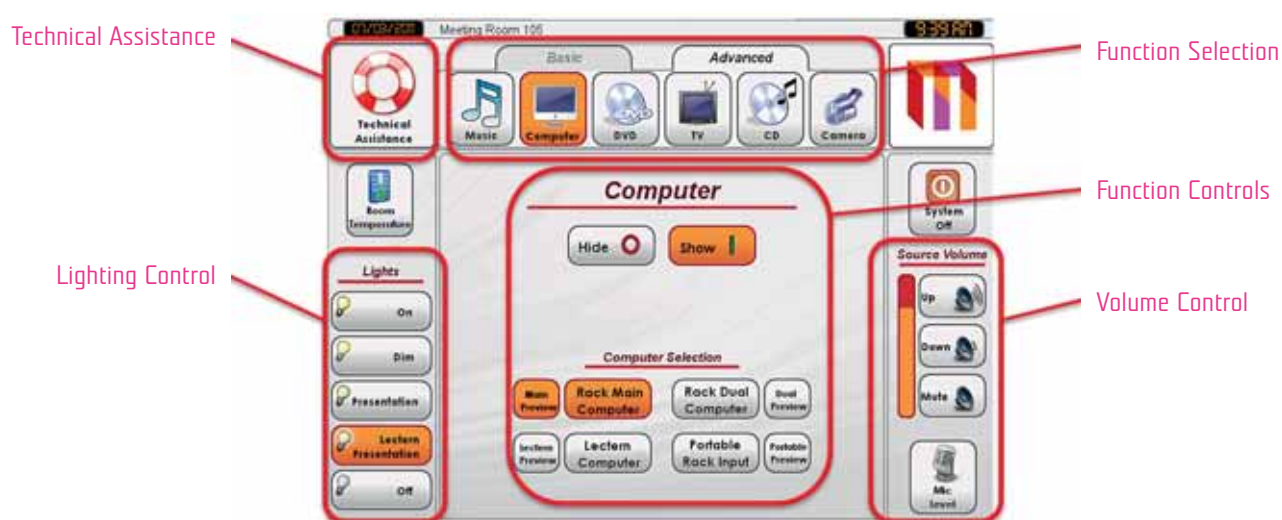 Technical Assistance
Lighting Control
Function Selection
Function Controls
Volume Control
Meeting Room 105
9:39 AM
Basic
Advanced
Technical
Assistance
Music
Computer
DVD
TV
CD
Camera
Room
Temperature
System
Off
Computer
Hide
Show
Lights
On
Dim
Presentation
Lectern
Presentation
Off
Source Volume
Up
Down
Mute
Mic
level
Computer Selection
Main
Preview
Rack Main
Computer
Rack Dual
Computer
Dual
Preview
Lectern
Preview
Lectern
Computer
Portable
Rack Input
Portable
Preview